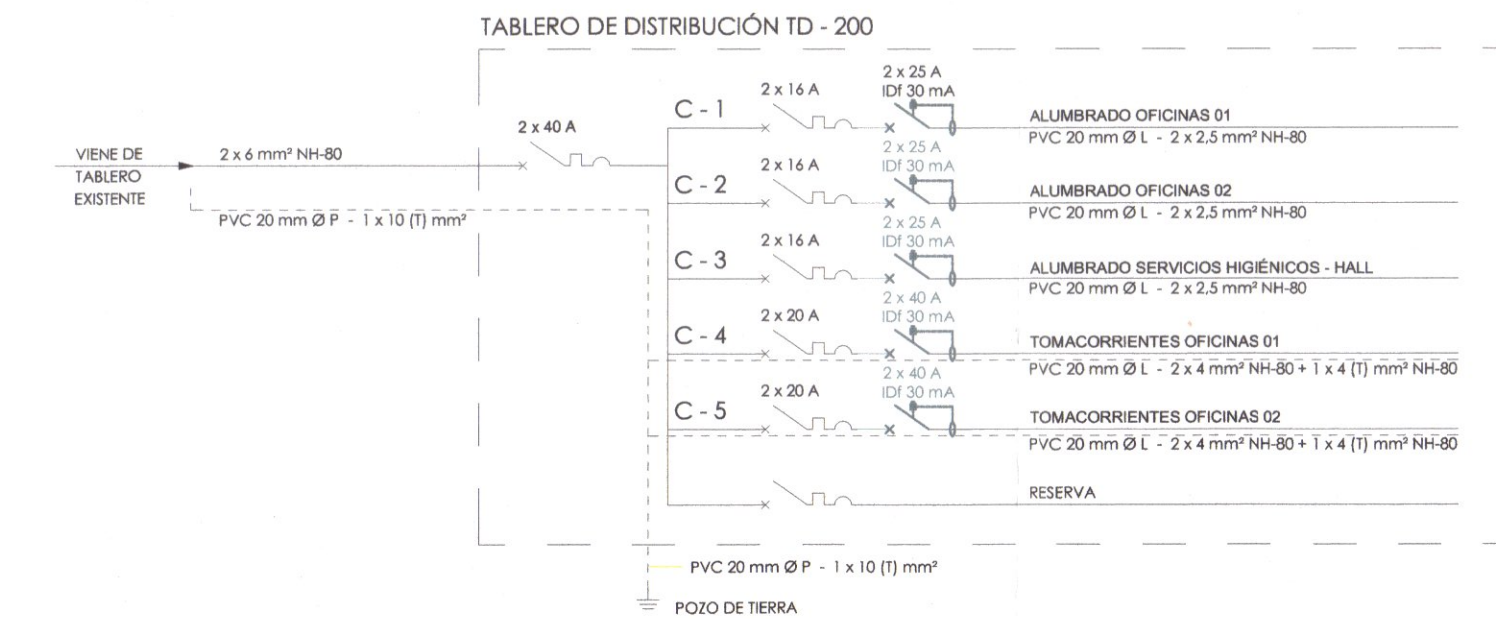 TABLERO DE DISTRIBUCIÓN TD - 200
VIENE DE
TABLERO
EXISTENTE
2 x 6 mm² NH-80
PVC 20 mm Ø P - 1 x 10 (T) mm²
2 x 40 A
C - 1
2 x 16 A
2 x 25 A
IDf 30 mA
ALUMBRADO OFICINAS 01
PVC 20 mm Ø L - 2 x 2,5 mm² NH-80
C - 2
2 x 16 A
2 x 25 A
IDf 30 mA
ALUMBRADO OFICINAS 02
PVC 20 mm Ø L - 2 x 2,5 mm² NH-80
C - 3
2 x 16 A
2 x 25 A
IDf 30 mA
ALUMBRADO SERVICIOS HIGIÉNICOS - HALL
PVC 20 mm Ø L - 2 x 2,5 mm² NH-80
C - 4
2 x 20 A
2 x 40 A
IDf 30 mA
TOMACORRIENTES OFICINAS 01
PVC 20 mm Ø L - 2 x 4 mm² NH-80 + 1 x 4 (T) mm² NH-80
C - 5
2 x 20 A
2 x 40 A
IDf 30 mA
TOMACORRIENTES OFICINAS 02
PVC 20 mm Ø L - 2 x 4 mm² NH-80 + 1 x 4 (T) mm² NH-80
RESERVA
PVC 20 mm Ø P - 1 x 10 (T) mm²
POZO DE TIERRA